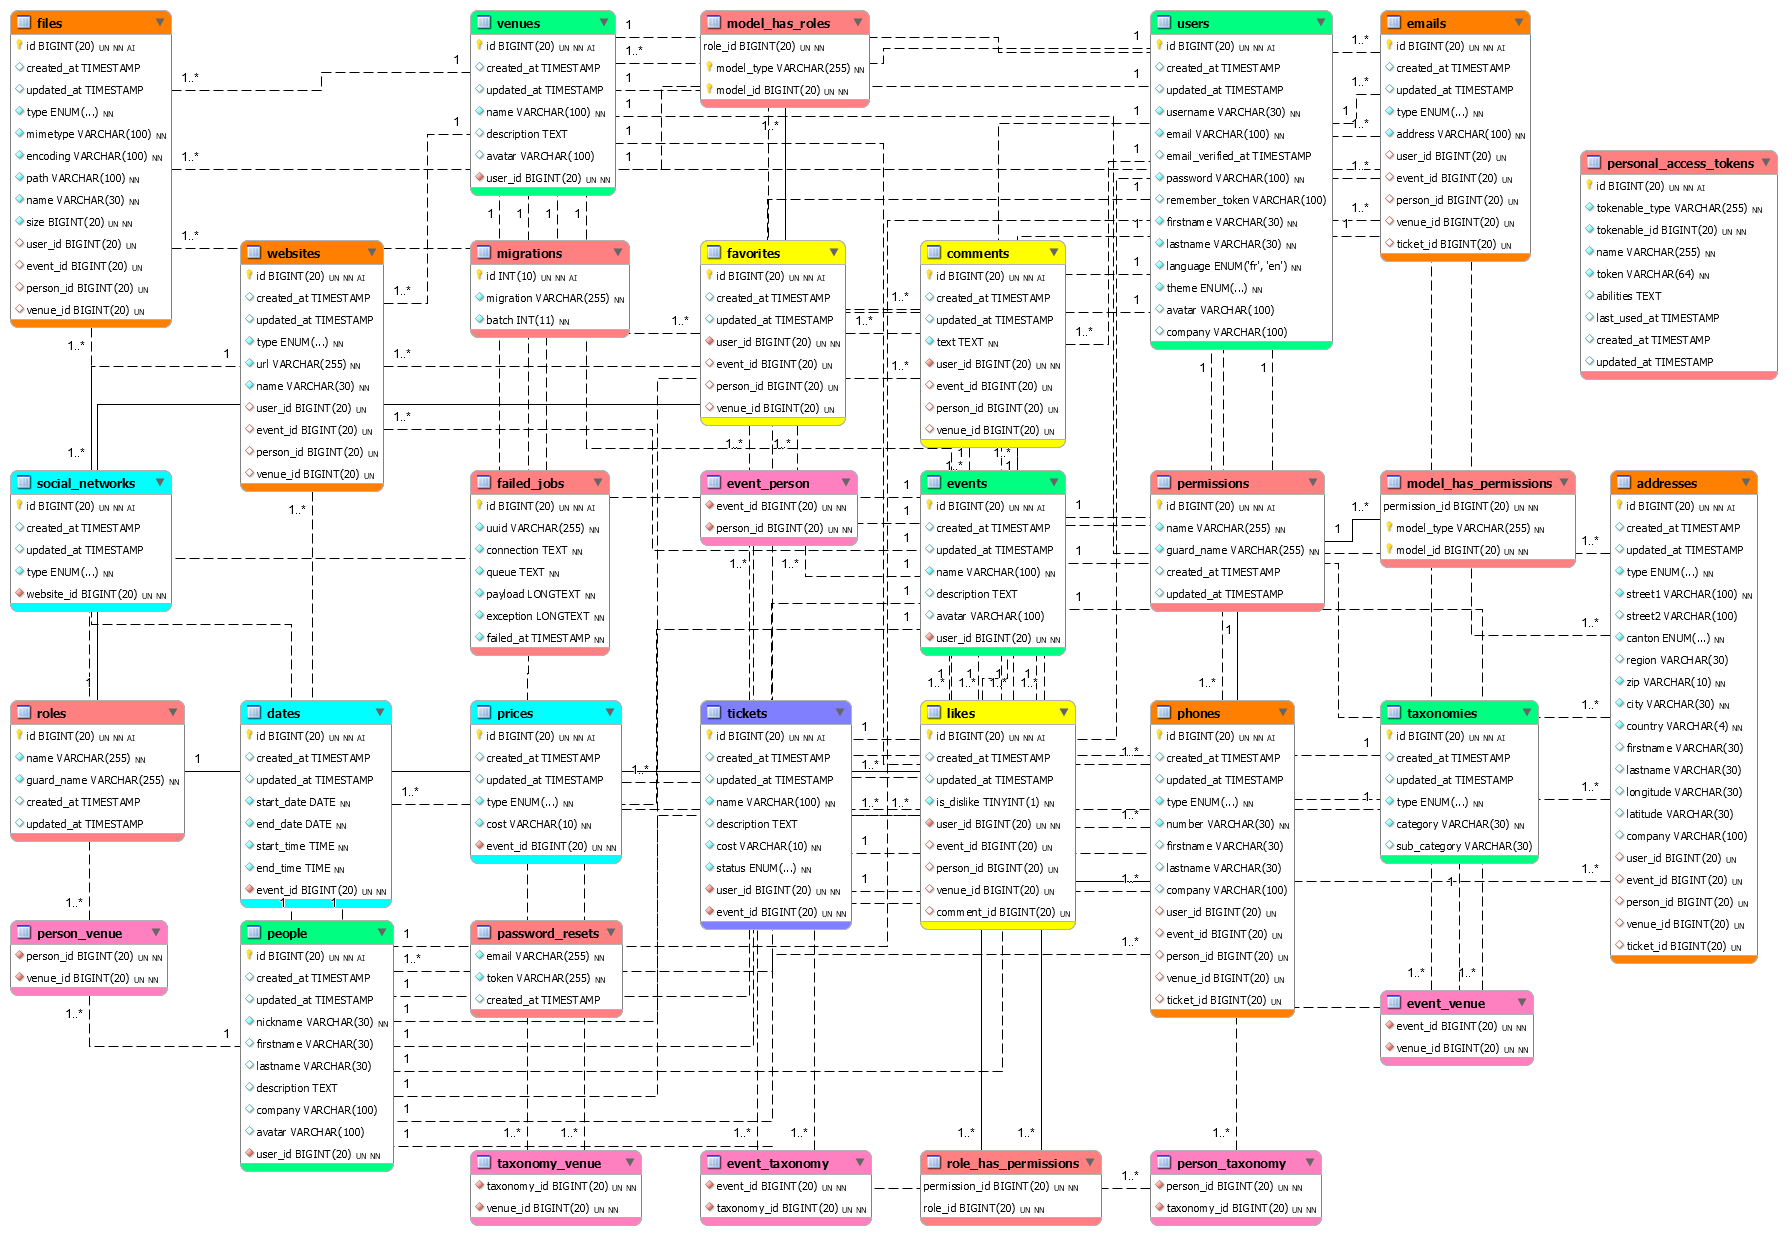 files
id BIGINT(20) UN NN AI
created_at TIMESTAMP
updated_at TIMESTAMP
type ENUM(...) NN
mimetype VARCHAR(100) NN
encoding VARCHAR(100) NN
path VARCHAR(100) NN
name VARCHAR(30) NN
size BIGINT(20) UN NN
user_id BIGINT(20) UN
event_id BIGINT(20) UN
person_id BIGINT(20) UN
venue_id BIGINT(20) UN
venues
id BIGINT(20) UN NN AI
created_at TIMESTAMP
updated_at TIMESTAMP
name VARCHAR(100) NN
description TEXT
avatar VARCHAR(100)
user_id BIGINT(20) UN NN
model_has_roles
role_id BIGINT(20) UN NN
model_type VARCHAR(255) NN
model_id BIGINT(20) UN NN
users
id BIGINT(20) UN NN AI
created_at TIMESTAMP
updated_at TIMESTAMP
username VARCHAR(30) NN
email VARCHAR(100) NN
email_verified_at TIMESTAMP
password VARCHAR(100) NN
remember_token VARCHAR(100)
firstname VARCHAR(30) NN
lastname VARCHAR(30) NN
language ENUM('fr', 'en') NN
theme ENUM(...) NN
avatar VARCHAR(100)
company VARCHAR(100)
emails
id BIGINT(20) UN NN AI
created_at TIMESTAMP
updated_at TIMESTAMP
type ENUM(...) NN
address VARCHAR(100) NN
user_id BIGINT(20) UN
event_id BIGINT(20) UN
person_id BIGINT(20) UN
venue_id BIGINT(20) UN
ticket_id BIGINT(20) UN
personal_access_tokens
id BIGINT(20) UN NN AI
tokenable_type VARCHAR(255) NN
tokenable_id BIGINT(20) UN NN
name VARCHAR(255) NN
token VARCHAR(64) NN
abilities TEXT
last_used_at TIMESTAMP
created_at TIMESTAMP
updated_at TIMESTAMP
websites
id BIGINT(20) UN NN AI
created_at TIMESTAMP
updated_at TIMESTAMP
type ENUM(...) NN
url VARCHAR(255) NN
name VARCHAR(30) NN
user_id BIGINT(20) UN
event_id BIGINT(20) UN
person_id BIGINT(20) UN
venue_id BIGINT(20) UN
migrations
id INT(10) UN NN AI
migration VARCHAR(255) NN
batch INT(11) NN
favorites
id BIGINT(20) UN NN AI
created_at TIMESTAMP
updated_at TIMESTAMP
user_id BIGINT(20) UN NN
event_id BIGINT(20) UN
person_id BIGINT(20) UN
venue_id BIGINT(20) UN
comments
id BIGINT(20) UN NN AI
created_at TIMESTAMP
updated_at TIMESTAMP
text TEXT NN
user_id BIGINT(20) UN NN
event_id BIGINT(20) UN
person_id BIGINT(20) UN
venue_id BIGINT(20) UN
social_networks
id BIGINT(20) UN NN AI
created_at TIMESTAMP
updated_at TIMESTAMP
type ENUM(...) NN
website_id BIGINT(20) UN NN
failed_jobs
id BIGINT(20) UN NN AI
uuid VARCHAR(255) NN
connection TEXT NN
queue TEXT NN
payload LONGTEXT NN
exception LONGTEXT NN
failed_at TIMESTAMP NN
event_person
event_id BIGINT(20) UN NN
person_id BIGINT(20) UN NN
events
id BIGINT(20) UN NN AI
created_at TIMESTAMP
updated_at TIMESTAMP
name VARCHAR(100) NN
description TEXT
avatar VARCHAR(100)
user_id BIGINT(20) UN NN
permissions
id BIGINT(20) UN NN AI
name VARCHAR(255) NN
guard_name VARCHAR(255) NN
created_at TIMESTAMP
updated_at TIMESTAMP
model_has_permissions
permission_id BIGINT(20) UN NN
model_type VARCHAR(255) NN
model_id BIGINT(20) UN NN
addresses
id BIGINT(20) UN NN AI
created_at TIMESTAMP
updated_at TIMESTAMP
type ENUM(...) NN
street1 VARCHAR(100) NN
street2 VARCHAR(100)
canton ENUM(...) NN
region VARCHAR(30)
zip VARCHAR(10) NN
city VARCHAR(30) NN
country VARCHAR(4) NN
firstname VARCHAR(30)
lastname VARCHAR(30)
longitude VARCHAR(30)
latitude VARCHAR(30)
company VARCHAR(100)
user_id BIGINT(20) UN
event_id BIGINT(20) UN
person_id BIGINT(20) UN
venue_id BIGINT(20) UN
ticket_id BIGINT(20) UN
roles
id BIGINT(20) UN NN AI
name VARCHAR(255) NN
guard_name VARCHAR(255) NN
created_at TIMESTAMP
updated_at TIMESTAMP
dates
id BIGINT(20) UN NN AI
created_at TIMESTAMP
updated_at TIMESTAMP
start_date DATE NN
end_date DATE NN
start_time TIME NN
end_time TIME NN
event_id BIGINT(20) UN NN
prices
id BIGINT(20) UN NN AI
created_at TIMESTAMP
updated_at TIMESTAMP
type ENUM(...) NN
cost VARCHAR(10) NN
event_id BIGINT(20) UN NN
tickets
id BIGINT(20) UN NN AI
created_at TIMESTAMP
updated_at TIMESTAMP
name VARCHAR(100) NN
description TEXT
cost VARCHAR(10) NN
status ENUM(...) NN
user_id BIGINT(20) UN NN
event_id BIGINT(20) UN NN
likes
id BIGINT(20) UN NN AI
created_at TIMESTAMP
updated_at TIMESTAMP
is_dislike TINYINT(1) NN
user_id BIGINT(20) UN NN
event_id BIGINT(20) UN
person_id BIGINT(20) UN
venue_id BIGINT(20) UN
comment_id BIGINT(20) UN
phones
id BIGINT(20) UN NN AI
created_at TIMESTAMP
updated_at TIMESTAMP
type ENUM(...) NN
number VARCHAR(30) NN
firstname VARCHAR(30)
lastname VARCHAR(30)
company VARCHAR(100)
user_id BIGINT(20) UN
event_id BIGINT(20) UN
person_id BIGINT(20) UN
venue_id BIGINT(20) UN
ticket_id BIGINT(20) UN
taxonomies
id BIGINT(20) UN NN AI
created_at TIMESTAMP
updated_at TIMESTAMP
type ENUM(...) NN
category VARCHAR(30) NN
sub_category VARCHAR(30)
person_venue
person_id BIGINT(20) UN NN
venue_id BIGINT(20) UN NN
people
id BIGINT(20) UN NN AI
created_at TIMESTAMP
updated_at TIMESTAMP
nickname VARCHAR(30) NN
firstname VARCHAR(30)
lastname VARCHAR(30)
description TEXT
company VARCHAR(100)
avatar VARCHAR(100)
user_id BIGINT(20) UN NN
password_resets
email VARCHAR(255) NN
token VARCHAR(255) NN
created_at TIMESTAMP
event_venue
event_id BIGINT(20) UN NN
venue_id BIGINT(20) UN NN
taxonomy_venue
taxonomy_id BIGINT(20) UN NN
venue_id BIGINT(20) UN NN
event_taxonomy
event_id BIGINT(20) UN NN
taxonomy_id BIGINT(20) UN NN
role_has_permissions
permission_id BIGINT(20) UN NN
role_id BIGINT(20) UN NN
person_taxonomy
person_id BIGINT(20) UN NN
taxonomy_id BIGINT(20) UN NN